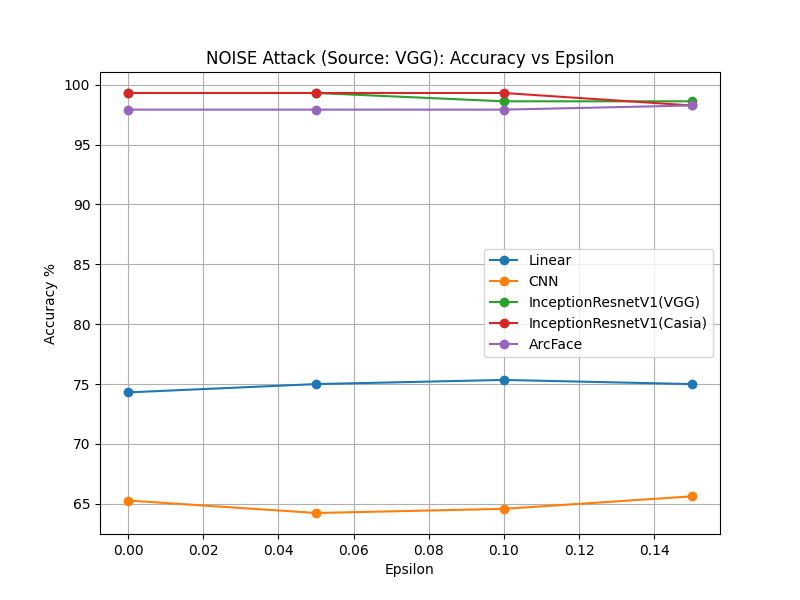 NOISE Attack (Source: VGG): Accuracy vs Epsilon
100
95
90
85
80
75
70
65
Accuracy %
Linear
CNN
InceptionResnetV1(VGG)
InceptionResnetV1(Casia)
ArcFace
0.00 0.02 0.04 0.06 0.08 0.10 0.12 0.14
Epsilon